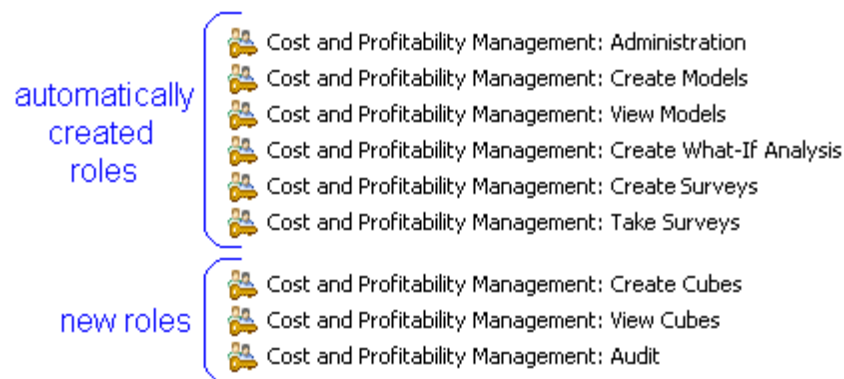 automatically
created
roles
Cost and Profitability Management: Administration
Cost and Profitability Management: Create Models
Cost and Profitability Management: View Models
Cost and Profitability Management: Create What-If Analysis
Cost and Profitability Management: Create Surveys
Cost and Profitability Management: Take Surveys
new roles
Cost and Profitability Management: Create Cubes
Cost and Profitability Management: View Cubes
Cost and Profitability Management: Audit